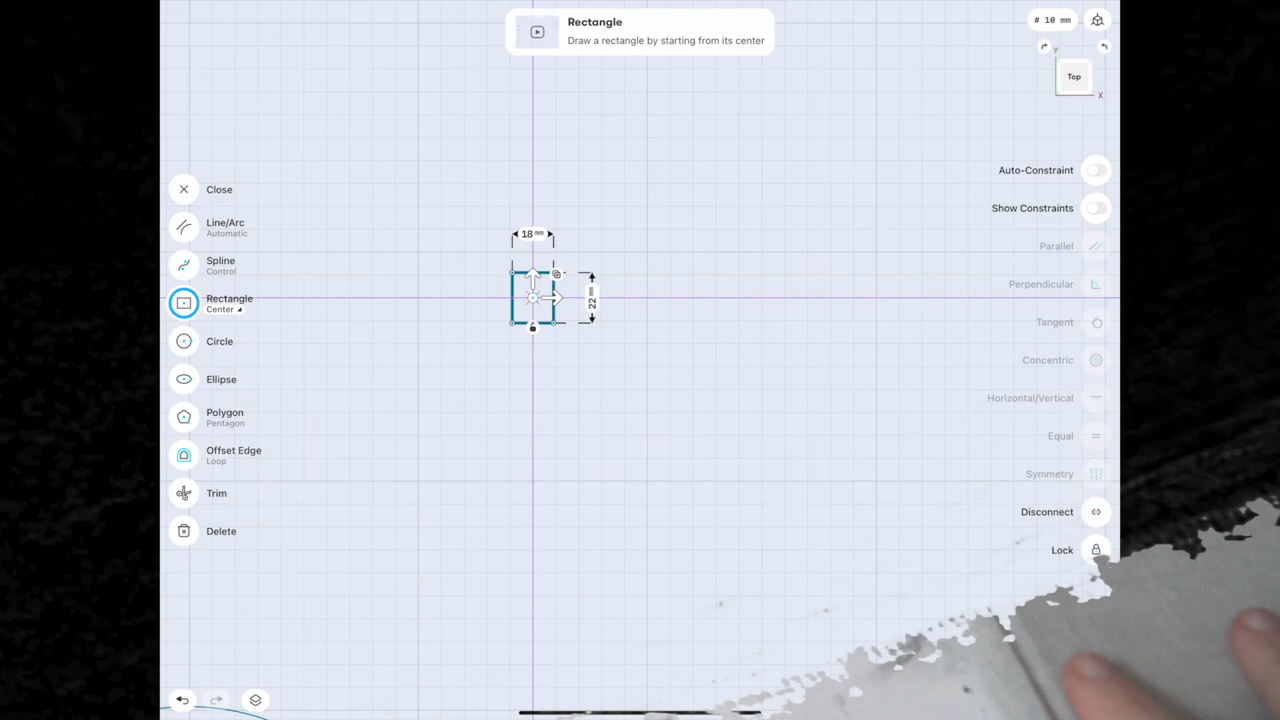 Rectangle
Draw a rectangle by starting from its center
# 10 mm
y
Top
X
Auto-Constraint
Show Constraints
Parallel
Perpendicular
Tangent
Concentric
Horizontal/Vertical
Equal
Symmetry
Disconnect
Lock
Close
Line/Arc
Automatic
Spline
Control
Rectangle
Center
Circle
Ellipse
Polygon
Pentagon
Offset Edge
Loop
Trim
Delete
18 mm
22 mm